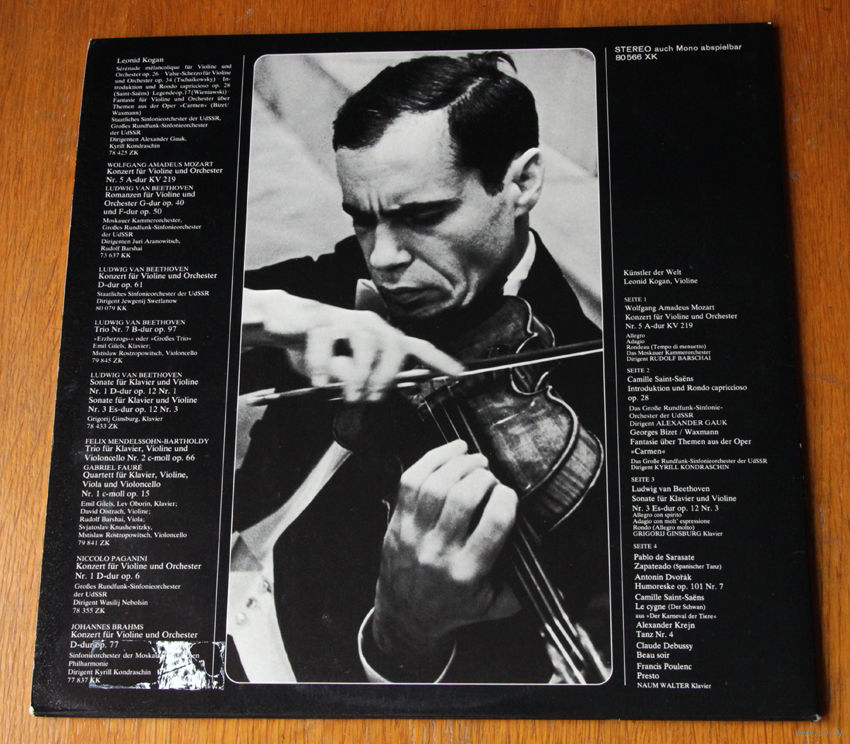 Leonid Kogan
Sérénade mélancolique für Violine und
Orchester op. 26 · Valse-Scherzo für Violine
und Orchester op. 34 (Tschaikowsky) · In-
troduktion und Rondo capriccioso op. 28
(Saint-Saëns) · Legende op. 17 (Wieniawski) ·
Fantasie für Violine und Orchester über
Themen aus der Oper »Carmen« (Bizet/
Waxmann)
Staatliches Sinfonieorchester der UdSSR,
Großes Rundfunk-Sinfonieorchester
der UdSSR
Dirigenten Alexander Gauk,
Kyrill Kondraschin
78 425 ZK
WOLFGANG AMADEUS MOZART
Konzert für Violine und Orchester
Nr. 5 A-dur KV 219
LUDWIG VAN BEETHOVEN
Romanzen für Violine und
Orchester G-dur op. 40
und F-dur op. 50
Moskauer Kammerorchester,
Großes Rundfunk-Sinfonieorchester
der UdSSR
Dirigenten Juri Aranowitsch,
Rudolf Barshai
73 637 KK
LUDWIG VAN BEETHOVEN
Konzert für Violine und Orchester
D-dur op. 61
Staatliches Sinfonieorchester der UdSSR
Dirigent Jewgenij Swetlanow
80 079 KK
LUDWIG VAN BEETHOVEN
Trio Nr. 7 B-dur op. 97
»Erzherzogs«- oder »Großes Trio«
Emil Gilels, Klavier;
Mstislaw Rostropowitsch, Violoncello
79 845 ZK
LUDWIG VAN BEETHOVEN
Sonate für Klavier und Violine
Nr. 1 D-dur op. 12 Nr. 1
Sonate für Klavier und Violine
Nr. 3 Es-dur op. 12 Nr. 3
Grigorij Ginsburg, Klavier
78 433 ZK
FELIX MENDELSSOHN-BARTHOLDY
Trio für Klavier, Violine und
Violoncello Nr. 2 c-moll op. 66
GABRIEL FAURÉ
Quartett für Klavier, Violine,
Viola und Violoncello
Nr. 1 c-moll op. 15
Emil Gilels, Lev Oborin, Klavier;
David Oistrach, Violine;
Rudolf Barshai, Viola;
Svjatoslav Knushewitzky,
Mstislav Rostropowitsch, Violoncello
79 841 ZK
NICCOLO PAGANINI
Konzert für Violine und Orchester
Nr. 1 D-dur op. 6
Großes Rundfunk-Sinfonieorchester
der UdSSR
Dirigent Wasilij Nebolsin
78 355 ZK
JOHANNES BRAHMS
Konzert für Violine und Orchester
D-dur op. 77
Sinfonieorchester der Moskauer
Philharmonie
Dirigent Kyrill Kondraschin
77 837 KK
STEREO auch Mono abspielbar
80 566 XK
Künstler der Welt
Leonid Kogan, Violine
SEITE 1
Wolfgang Amadeus Mozart
Konzert für Violine und Orchester
Nr. 5 A-dur KV 219
Allegro
Adagio
Rondeau (Tempo di menuetto)
Das Moskauer Kammerorchester
Dirigent RUDOLF BARSCHAI
SEITE 2
Camille Saint-Saëns
Introduktion und Rondo capriccioso
op. 28
Das Große Rundfunk-Sinfonie-
Orchester der UdSSR
Dirigent ALEXANDER GAUK
Georges Bizet / Waxmann
Fantasie über Themen aus der Oper
»Carmen«
Das Große Rundfunk-Sinfonieorchester der UdSSR
Dirigent KYRILL KONDRASCHIN
SEITE 3
Ludwig van Beethoven
Sonate für Klavier und Violine
Nr. 3 Es-dur op. 12 Nr. 3
Allegro con spirito
Adagio con molt' espressione
Rondo (Allegro molto)
GRIGORIJ GINSBURG Klavier
SEITE 4
Pablo de Sarasate
Zapateado (Spanischer Tanz)
Antonin Dvořák
Humoreske op. 101 Nr. 7
Camille Saint-Saëns
Le cygne (Der Schwan)
aus »Der Karneval der Tiere«
Alexander Krejn
Tanz Nr. 4
Claude Debussy
Beau soir
Francis Poulenc
Presto
NAUM WALTER Klavier